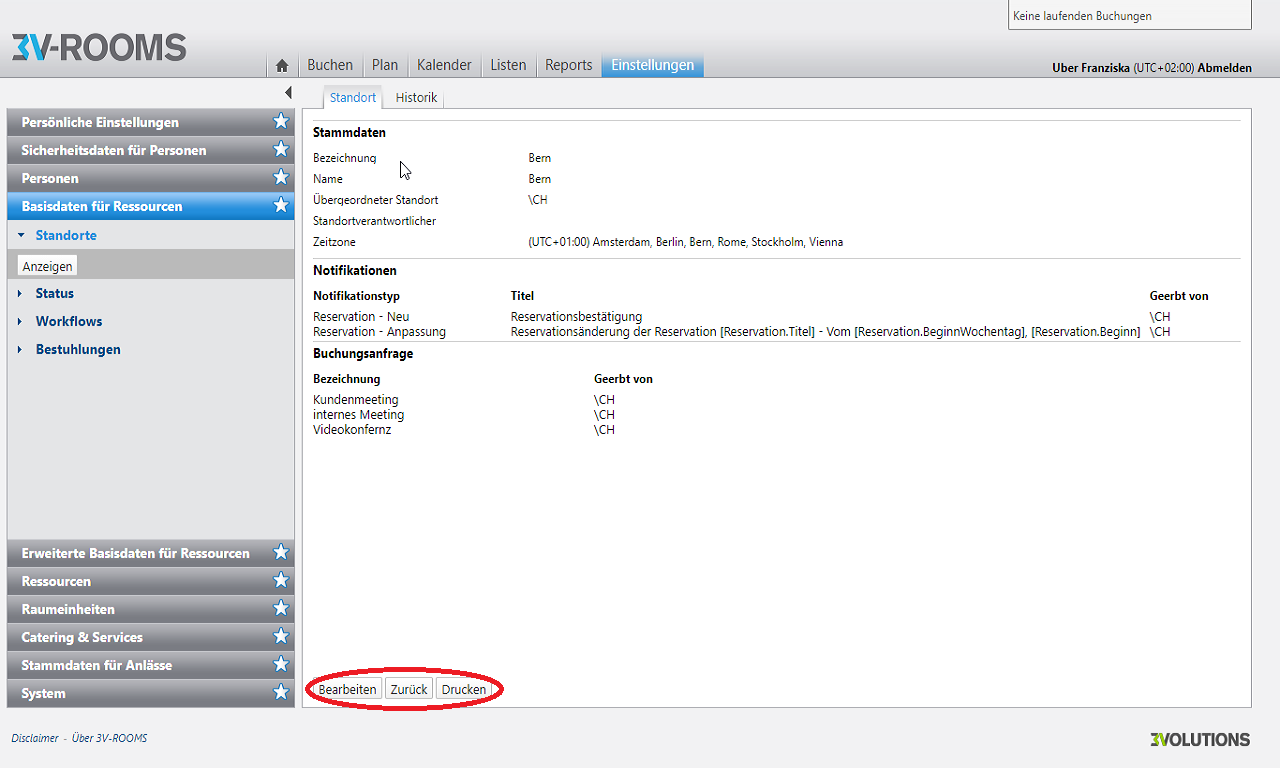 Keine laufenden Buchungen
3V-ROOMS
Buchen Plan Kalender Listen Reports Einstellungen
Uber Franziska (UTC+02:00) Abmelden
Standort Historik
Persönliche Einstellungen
Sicherheitsdaten für Personen
Personen
Basisdaten für Ressourcen
Standorte
Anzeigen
Status
Workflows
Bestuhlungen
Erweiterte Basisdaten für Ressourcen
Ressourcen
Raumeinheiten
Catering & Services
Stammdaten für Anlässe
System
Stammdaten
Bezeichnung Bern
Name Bern
Übergeordneter Standort \CH
Standortverantwortlicher
Zeitzone (UTC+01:00) Amsterdam, Berlin, Bern, Rome, Stockholm, Vienna
Notifikationen
Notifikationstyp Titel Geerbt von
Reservation - Neu Reservationsbestätigung \CH
Reservation - Anpassung Reservationsänderung der Reservation [Reservation.Titel] - Vom [Reservation.BeginnWochentag], [Reservation.Beginn] \CH
Buchungsanfrage
Bezeichnung Geerbt von
Kundenmeeting \CH
internes Meeting \CH
Videokonfernz \CH
Bearbeiten Zurück Drucken
Disclaimer - Über 3V-ROOMS
3VOLUTIONS